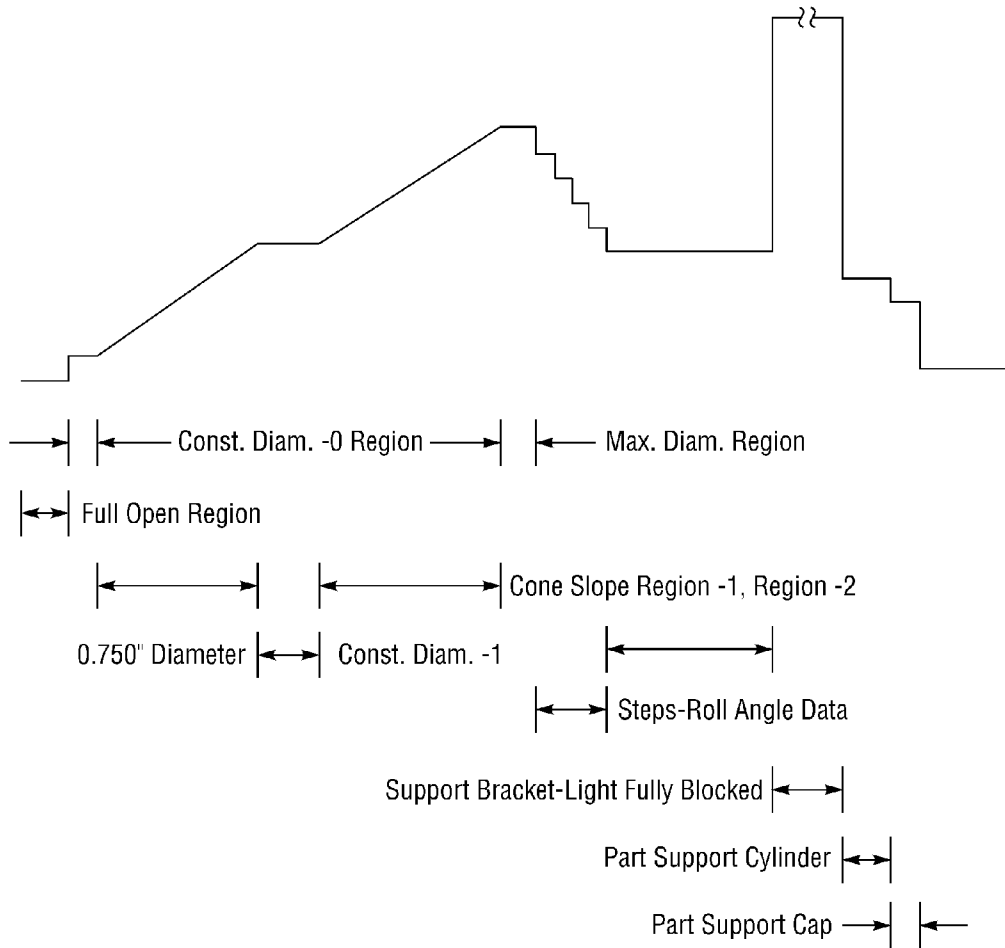 Const. Diam. -0 Region
Max. Diam. Region
Full Open Region
Cone Slope Region -1, Region -2
0.750" Diameter
Const. Diam. -1
Steps-Roll Angle Data
Support Bracket-Light Fully Blocked
Part Support Cylinder
Part Support Cap